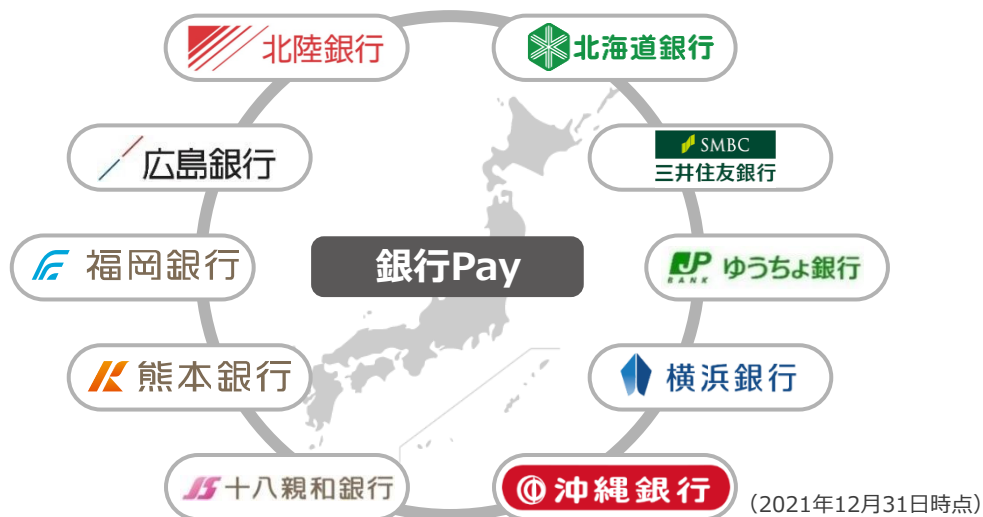 北陸銀行
北海道銀行
広島銀行
SMBC
三井住友銀行
福岡銀行
銀行Pay
JP
BANK
ゆうちょ銀行
熊本銀行
横浜銀行
十八親和銀行
沖縄銀行
（2021年12月31日時点）